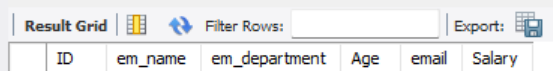 Result Grid Filter Rows: Export:
ID em_name em_department Age email Salary